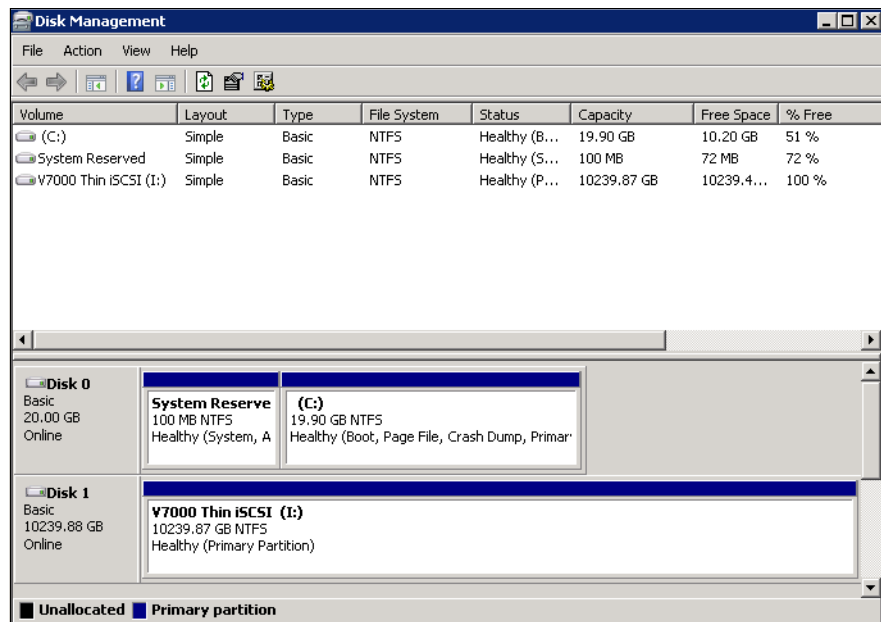 Disk Management
File Action View Help
Volume Layout Type File System Status Capacity Free Space % Free
(C:) Simple Basic NTFS Healthy (B... 19.90 GB 10.20 GB 51 %
System Reserved Simple Basic NTFS Healthy (S... 100 MB 72 MB 72 %
V7000 Thin iSCSI (I:) Simple Basic NTFS Healthy (P... 10239.87 GB 10239.4... 100 %
Disk 0
Basic
20.00 GB
Online
System Reserve
100 MB NTFS
Healthy (System, A
(C:)
19.90 GB NTFS
Healthy (Boot, Page File, Crash Dump, Primar
Disk 1
Basic
10239.88 GB
Online
V7000 Thin iSCSI (I:)
10239.87 GB NTFS
Healthy (Primary Partition)
Unallocated Primary partition